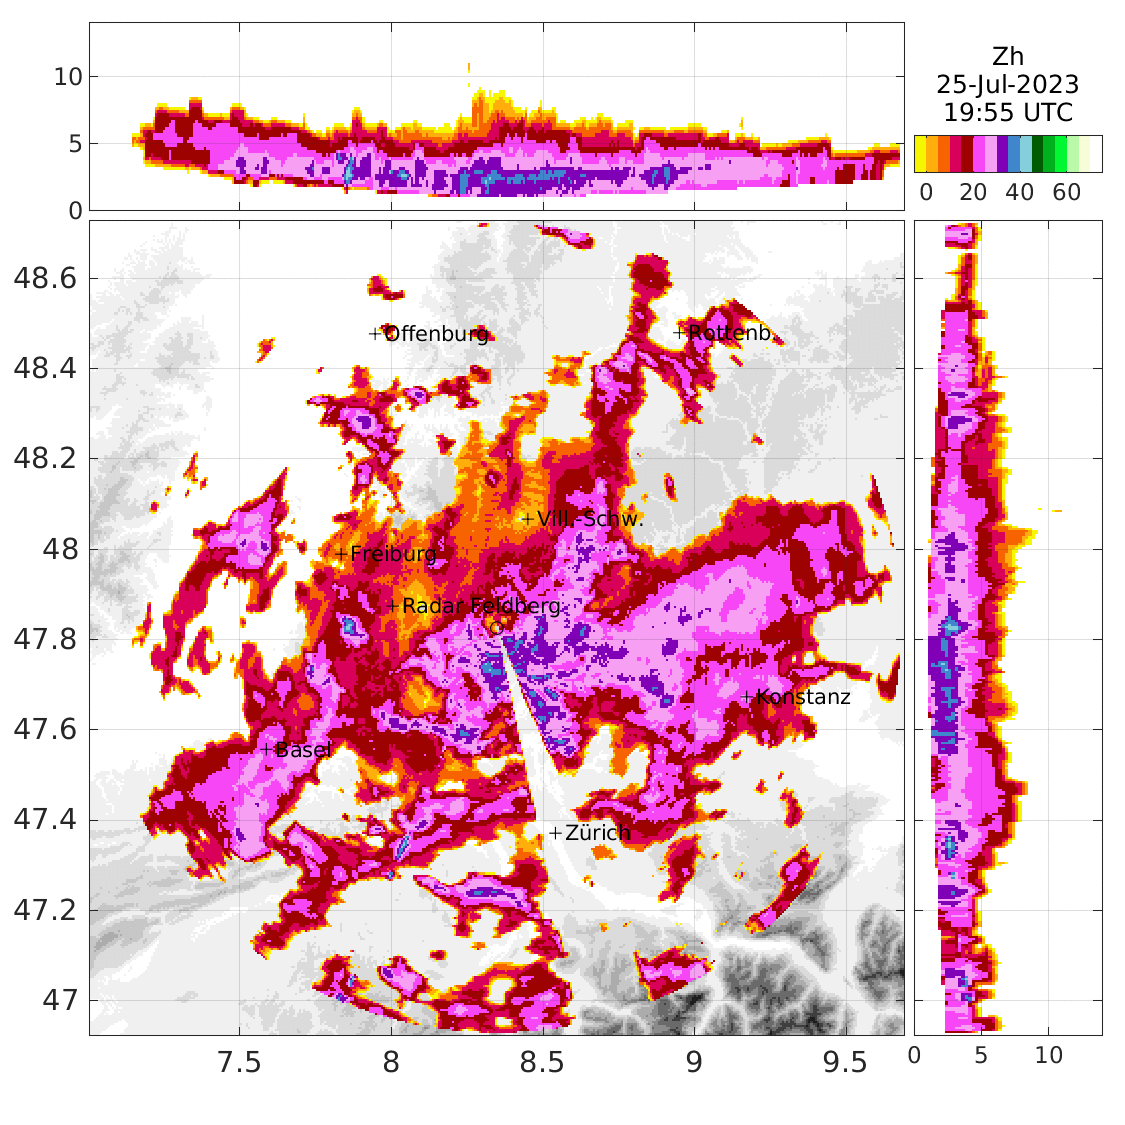 10
5
0
Zh
25-Jul-2023
19:55 UTC
0 20 40 60
48.6
48.4
48.2
48
47.8
47.6
47.4
47.2
47
+Offenburg
+Rottenb.
+Vill.-Schw.
+Freiburg
+Radar Feldberg
+Konstanz
+Basel
+Zürich
7.5 8 8.5 9 9.5
0 5 10